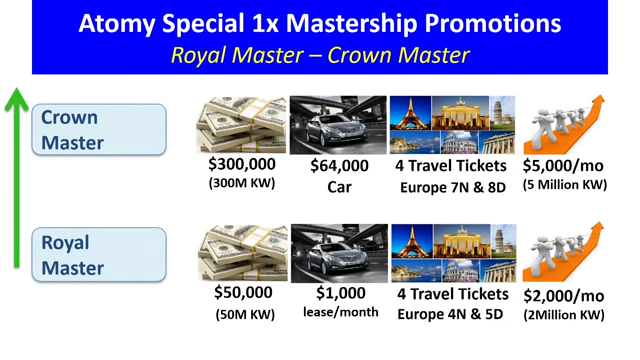 Atomy Special 1x Mastership Promotions
Royal Master – Crown Master
Crown
Master
$300,000
(300M KW)
$64,000
Car
4 Travel Tickets
Europe 7N & 8D
$5,000/mo
(5 Million KW)
Royal
Master
$50,000
(50M KW)
$1,000
lease/month
4 Travel Tickets
Europe 4N & 5D
$2,000/mo
(2Million KW)